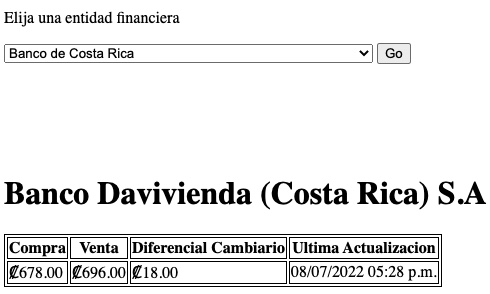 Elija una entidad financiera
Banco de Costa Rica Go
Banco Davivienda (Costa Rica) S.A
Compra Venta Diferencial Cambiario Ultima Actualizacion
₡678.00 ₡696.00 ₡18.00 08/07/2022 05:28 p.m.